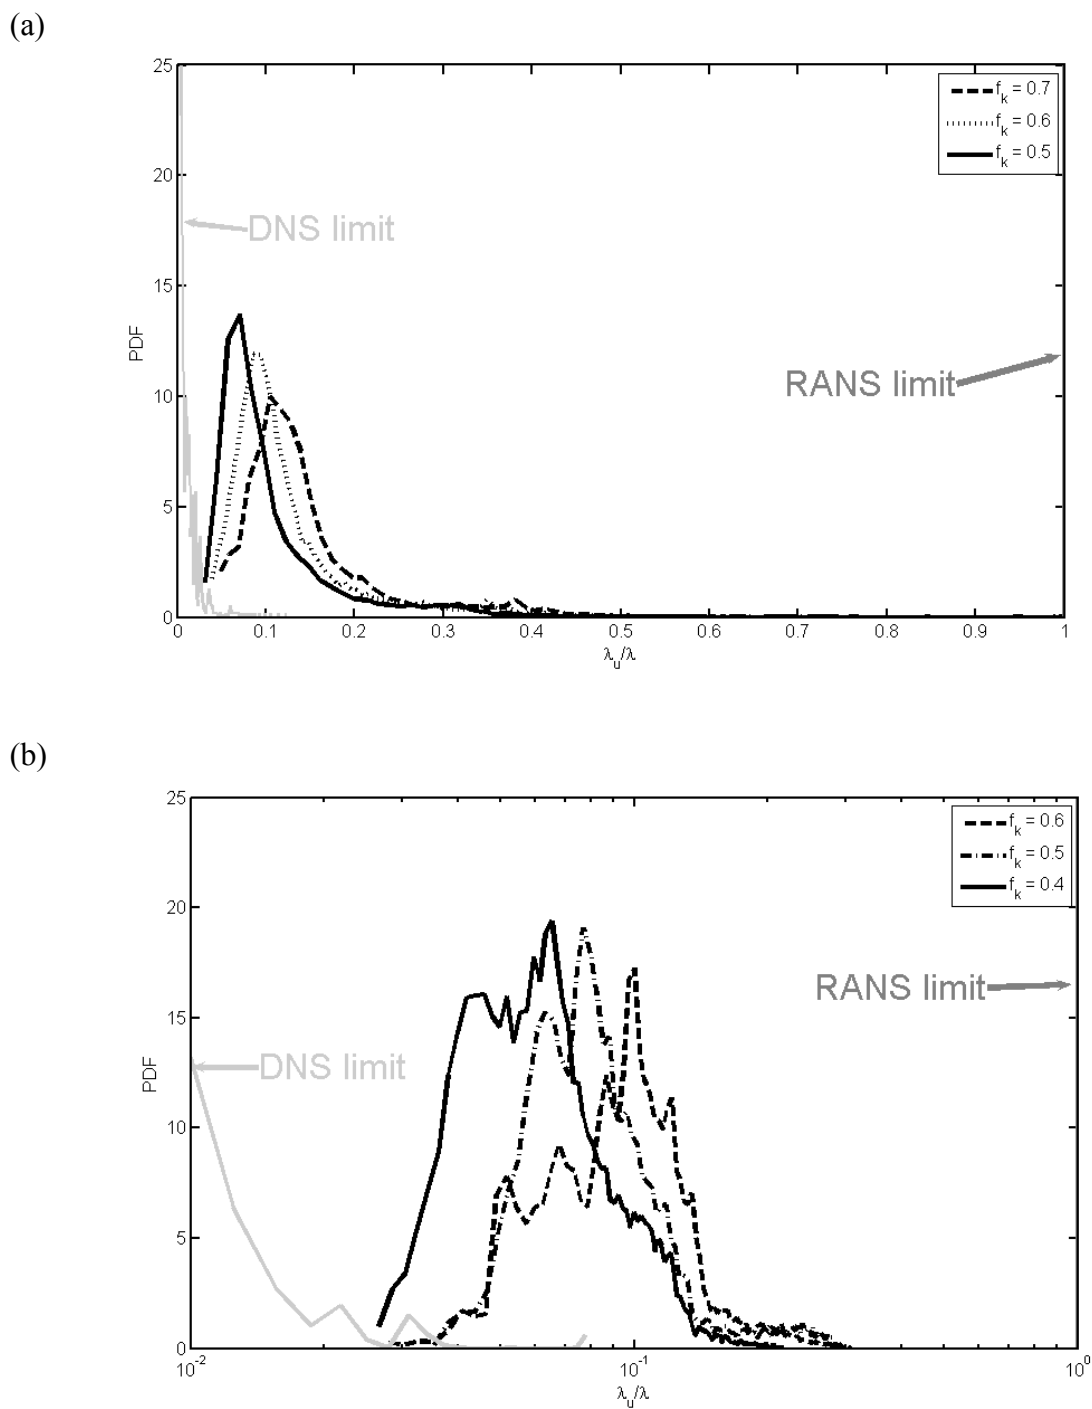 (a)
25
20
15
10
5
0
PDF
f_k = 0.7
f_k = 0.6
f_k = 0.5
DNS limit
RANS limit
0 0.1 0.2 0.3 0.4 0.5 0.6 0.7 0.8 0.9 1
λ_u/λ
(b)
25
20
15
10
5
0
PDF
f_k = 0.6
f_k = 0.5
f_k = 0.4
RANS limit
DNS limit
10^-2 10^-1 10^0
λ_u/λ